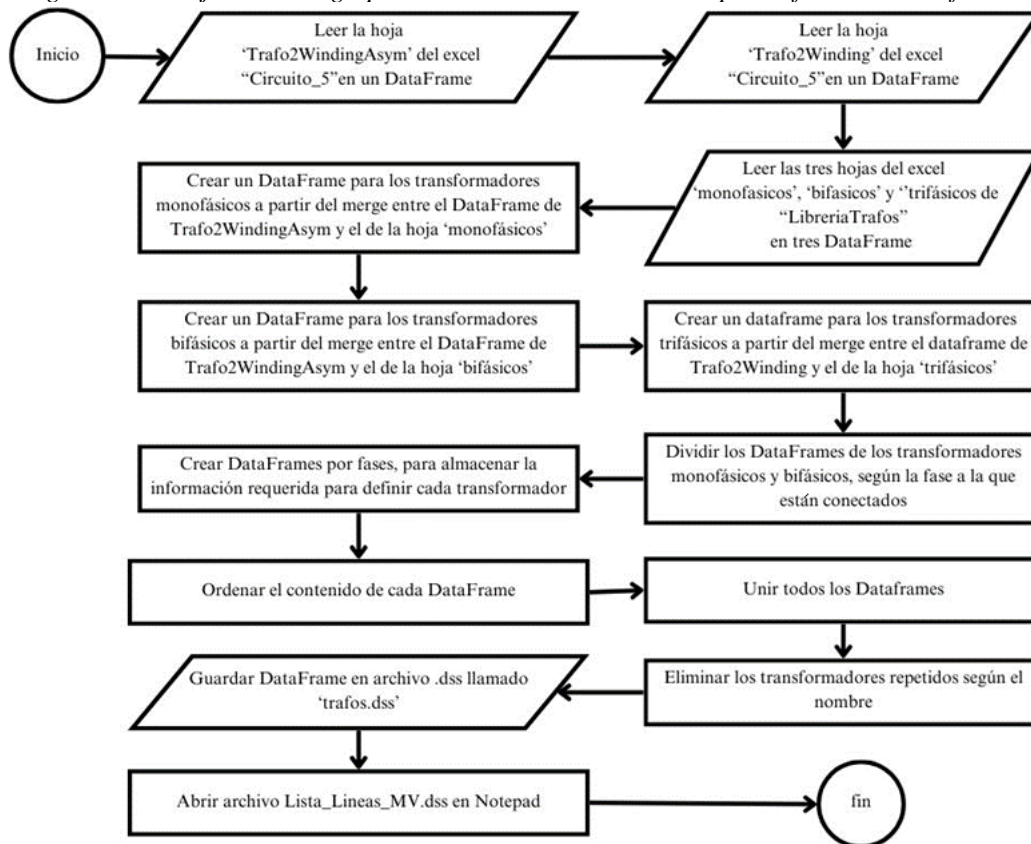 Inicio
Leer la hoja
‘Trafo2WindingAsym’ del excel
“Circuito_5”en un DataFrame
Leer la hoja
‘Trafo2Winding’ del excel
“Circuito_5”en un DataFrame
Leer las tres hojas del excel
‘monofasicos’, ‘bifasicos’ y ‘’trifásicos de
“LibreriaTrafos”
en tres DataFrame
Crear un DataFrame para los transformadores
monofásicos a partir del merge entre el DataFrame de
Trafo2WindingAsym y el de la hoja ‘monofásicos’
Crear un DataFrame para los transformadores
bifásicos a partir del merge entre el DataFrame de
Trafo2WindingAsym y el de la hoja ‘bifásicos’
Crear un dataframe para los transformadores
trifásicos a partir del merge entre el dataframe de
Trafo2Winding y el de la hoja ‘trifásicos’
Dividir los DataFrames de los transformadores
monofásicos y bifásicos, según la fase a la que
están conectados
Crear DataFrames por fases, para almacenar la
información requerida para definir cada transformador
Ordenar el contenido de cada DataFrame
Unir todos los Dataframes
Eliminar los transformadores repetidos según el
nombre
Guardar DataFrame en archivo .dss llamado
‘trafos.dss’
Abrir archivo Lista_Lineas_MV.dss en Notepad
fin